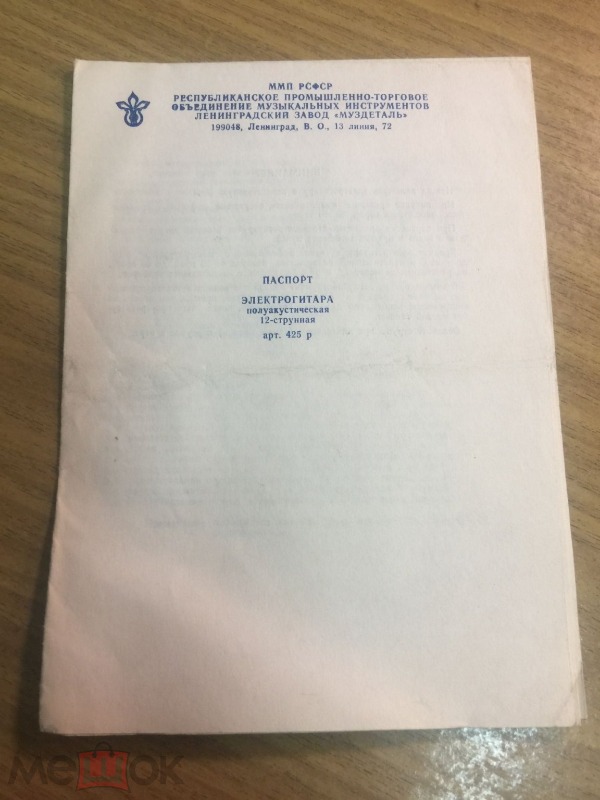 ММП РСФСР
РЕСПУБЛИКАНСКОЕ ПРОМЫШЛЕННО-ТОРГОВОЕ
ОБЪЕДИНЕНИЕ МУЗЫКАЛЬНЫХ ИНСТРУМЕНТОВ
ЛЕНИНГРАДСКИЙ ЗАВОД «МУЗДЕТАЛЬ»
199048, Ленинград, В. О., 13 линия, 72
ПАСПОРТ
ЭЛЕКТРОГИТАРА
полуакустическая
12-струнная
арт. 425 р
мешок